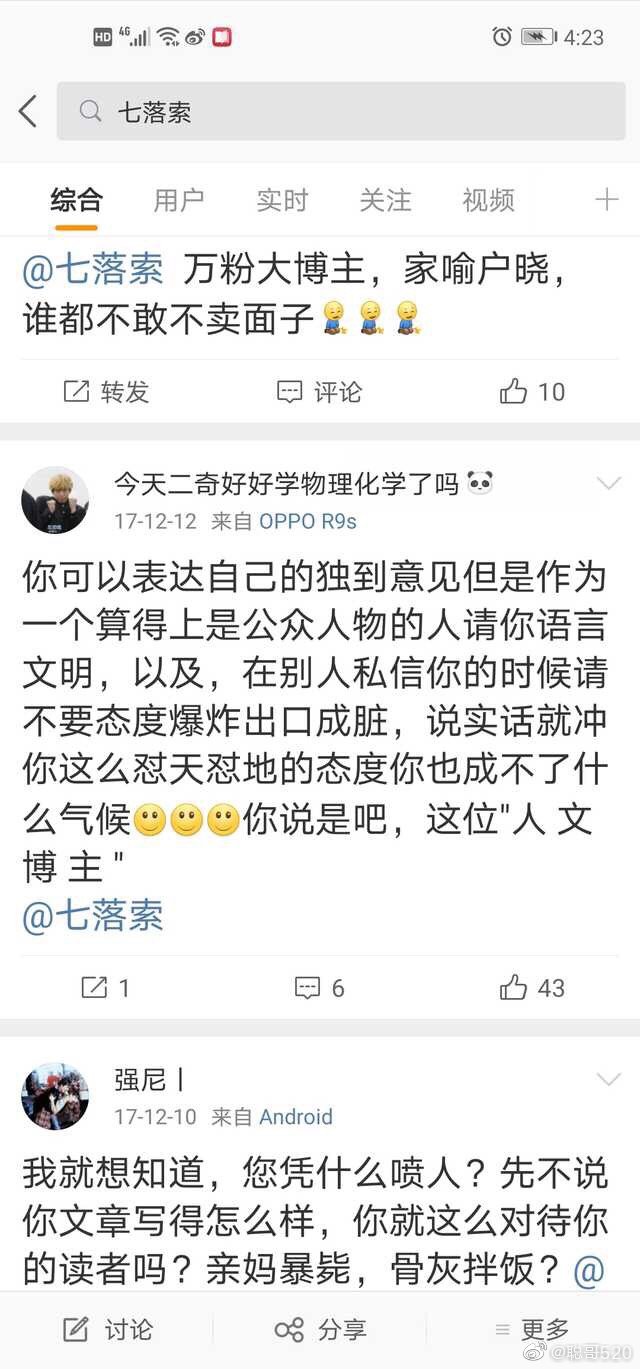 HD 4G 4:23
七落索
综合 用户 实时 关注 视频
@七落索 万粉大博主，家喻户晓，
谁都不敢不卖面子
转发 评论 10
今天二奇好好学物理化学了吗
17-12-12 来自 OPPO R9s
你可以表达自己的独到意见但是作为
一个算得上是公众人物的人请你语言
文明，以及，在别人私信你的时候请
不要态度爆炸出口成脏，说实话就冲
你这么怼天怼地的态度你也成不了什
么气候你说是吧，这位"人 文
博 主 "
@七落索
1 6 43
强尼丨
17-12-10 来自 Android
我就想知道，您凭什么喷人？先不说
你文章写得怎么样，你就这么对待你
的读者吗？亲妈暴毙，骨灰拌饭？@
讨论 分享 更多
@聪哥520